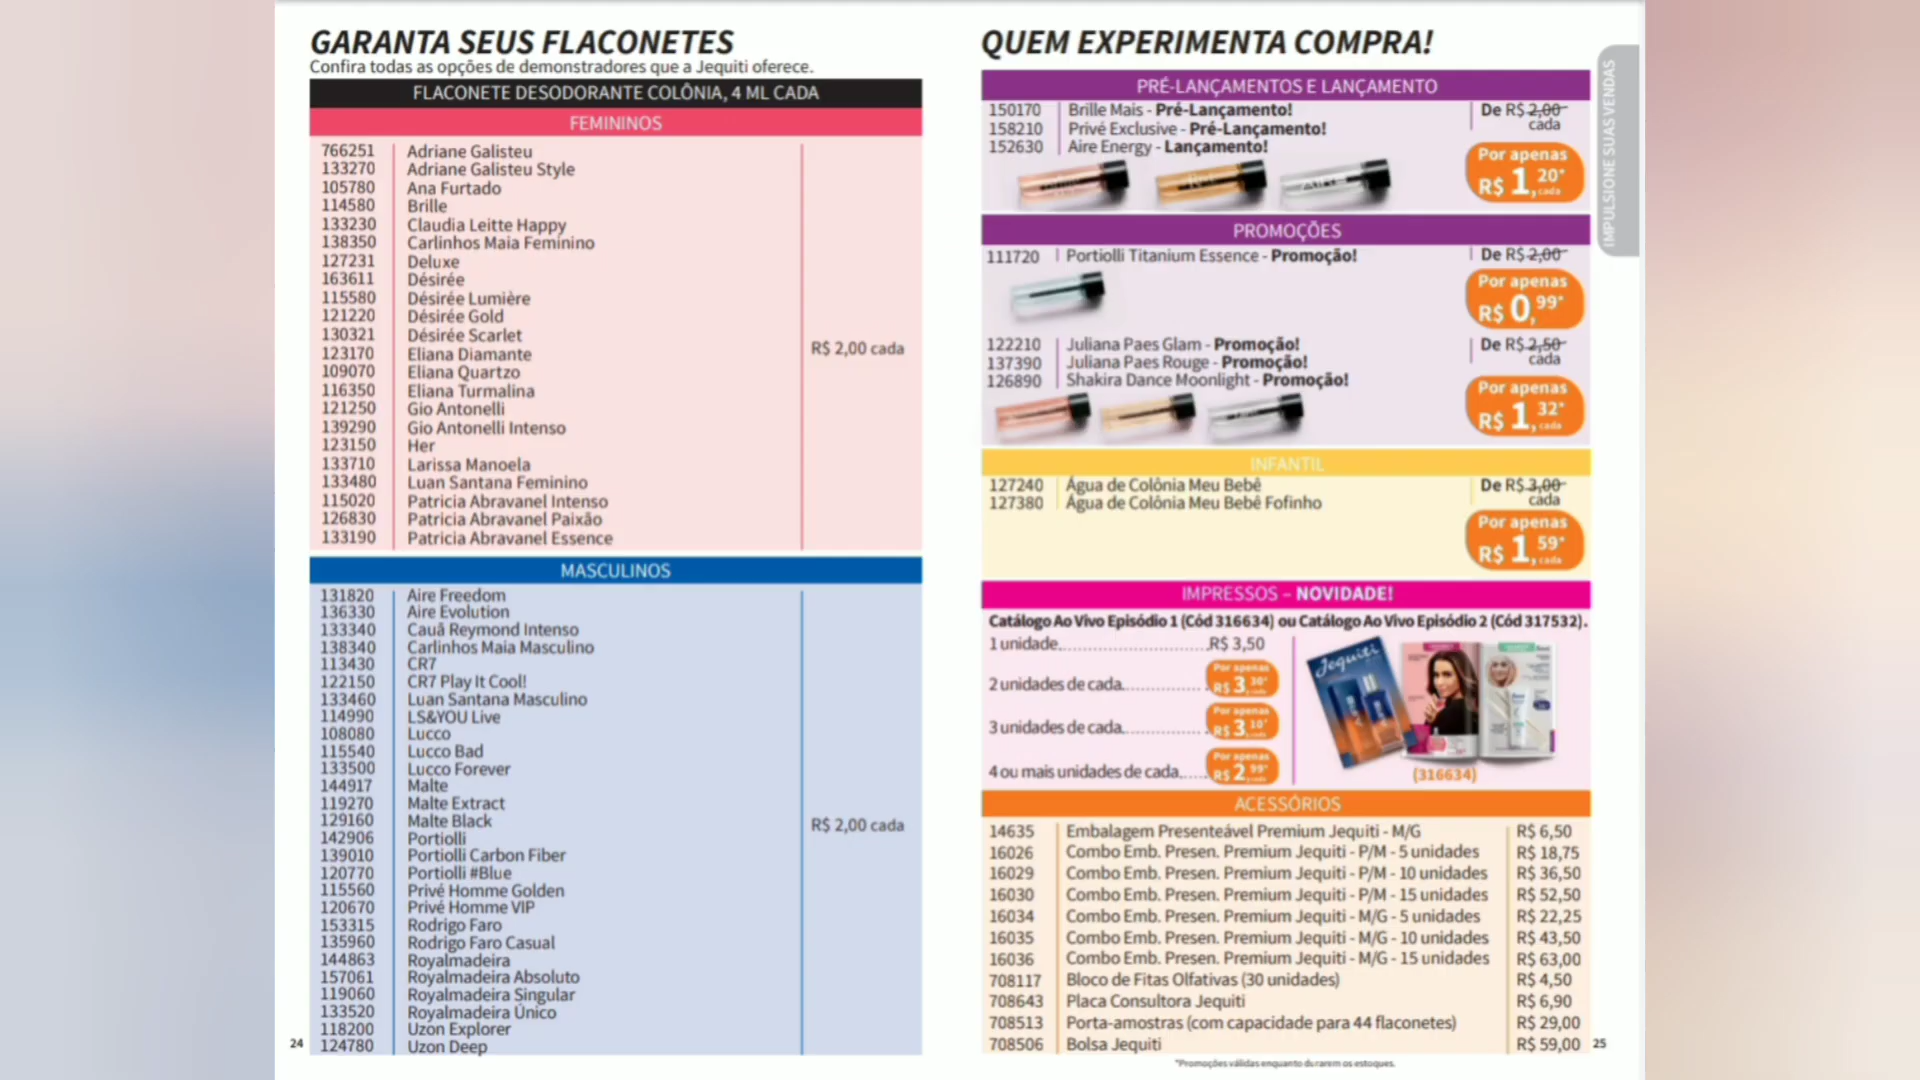 GARANTA SEUS FLACONETES
Confira todas as opções de demonstradores que a Jequiti oferece.
FLACONETE DESODORANTE COLÔNIA, 4 ML CADA
FEMININOS
766251 Adriane Galisteu
133270 Adriane Galisteu Style
105780 Ana Furtado
114580 Brille
133230 Claudia Leitte Happy
138350 Carlinhos Maia Feminino
127231 Deluxe
163611 Désirée
115580 Désirée Lumière
121220 Désirée Gold
130321 Désirée Scarlet
123170 Eliana Diamante
109070 Eliana Quartzo
116350 Eliana Turmalina
121250 Gio Antonelli
139290 Gio Antonelli Intenso
123150 Her
133710 Larissa Manoela
133480 Luan Santana Feminino
115020 Patricia Abravanel Intenso
126830 Patricia Abravanel Paixão
133190 Patricia Abravanel Essence
R$ 2,00 cada
MASCULINOS
131820 Aire Freedom
136330 Aire Evolution
133340 Cauã Reymond Intenso
138340 Carlinhos Maia Masculino
113430 CR7
122150 CR7 Play It Cool!
133460 Luan Santana Masculino
114990 LS&YOU Live
108080 Lucco
115540 Lucco Bad
133500 Lucco Forever
144917 Malte
119270 Malte Extract
129160 Malte Black
142906 Portiolli
139010 Portiolli Carbon Fiber
120770 Portiolli #Blue
115560 Privé Homme Golden
120670 Privé Homme VIP
153315 Rodrigo Faro
135960 Rodrigo Faro Casual
144863 Royalmadeira
157061 Royalmadeira Absoluto
119060 Royalmadeira Singular
133520 Royalmadeira Único
118200 Uzon Explorer
124780 Uzon Deep
R$ 2,00 cada
24
QUEM EXPERIMENTA COMPRA!
PRÉ-LANÇAMENTOS E LANÇAMENTO
150170 Brille Mais - Pré-Lançamento!
158210 Privé Exclusive - Pré-Lançamento!
152630 Aire Energy - Lançamento!
De R$ 2,00
cada
Por apenas
R$ 1,20*
cada
PROMOÇÕES
111720 Portiolli Titanium Essence - Promoção!
De R$ 2,00
Por apenas
R$ 0,99*
122210 Juliana Paes Glam - Promoção!
137390 Juliana Paes Rouge - Promoção!
126890 Shakira Dance Moonlight - Promoção!
De R$ 2,50
cada
Por apenas
R$ 1,32*
cada
INFANTIL
127240 Água de Colônia Meu Bebê
127380 Água de Colônia Meu Bebê Fofinho
De R$ 3,00
cada
Por apenas
R$ 1,59*
cada
IMPRESSOS – NOVIDADE!
Catálogo Ao Vivo Episódio 1 (Cód 316634) ou Catálogo Ao Vivo Episódio 2 (Cód 317532).
1 unidade..............................R$ 3,50
2 unidades de cada................ Por apenas R$ 3,30* cada
3 unidades de cada................ Por apenas R$ 3,10* cada
4 ou mais unidades de cada..... Por apenas R$ 2,99* cada
Jequiti
(316634)
ACESSÓRIOS
14635 Embalagem Presenteável Premium Jequiti - M/G R$ 6,50
16026 Combo Emb. Presen. Premium Jequiti - P/M - 5 unidades R$ 18,75
16029 Combo Emb. Presen. Premium Jequiti - P/M - 10 unidades R$ 36,50
16030 Combo Emb. Presen. Premium Jequiti - P/M - 15 unidades R$ 52,50
16034 Combo Emb. Presen. Premium Jequiti - M/G - 5 unidades R$ 22,25
16035 Combo Emb. Presen. Premium Jequiti - M/G - 10 unidades R$ 43,50
16036 Combo Emb. Presen. Premium Jequiti - M/G - 15 unidades R$ 63,00
708117 Bloco de Fitas Olfativas (30 unidades) R$ 4,50
708643 Placa Consultora Jequiti R$ 6,90
708513 Porta-amostras (com capacidade para 44 flaconetes) R$ 29,00
708506 Bolsa Jequiti R$ 59,00
*Promoções válidas enquanto durarem os estoques.
25
IMPULSIONE SUAS VENDAS